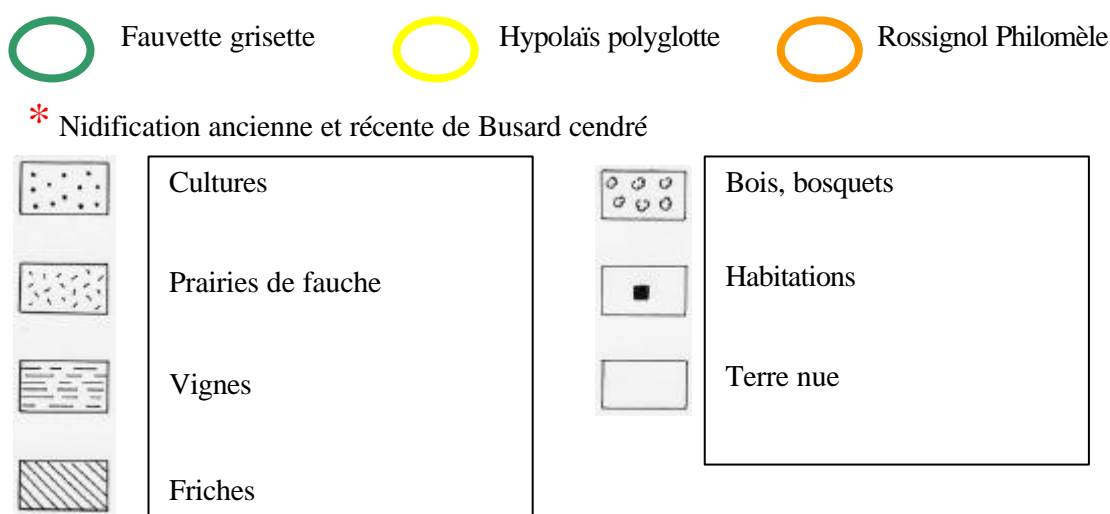 Fauvette grisette Hypolaïs polyglotte Rossignol Philomèle
* Nidification ancienne et récente de Busard cendré
Cultures
Prairies de fauche
Vignes
Friches
Bois, bosquets
Habitations
Terre nue